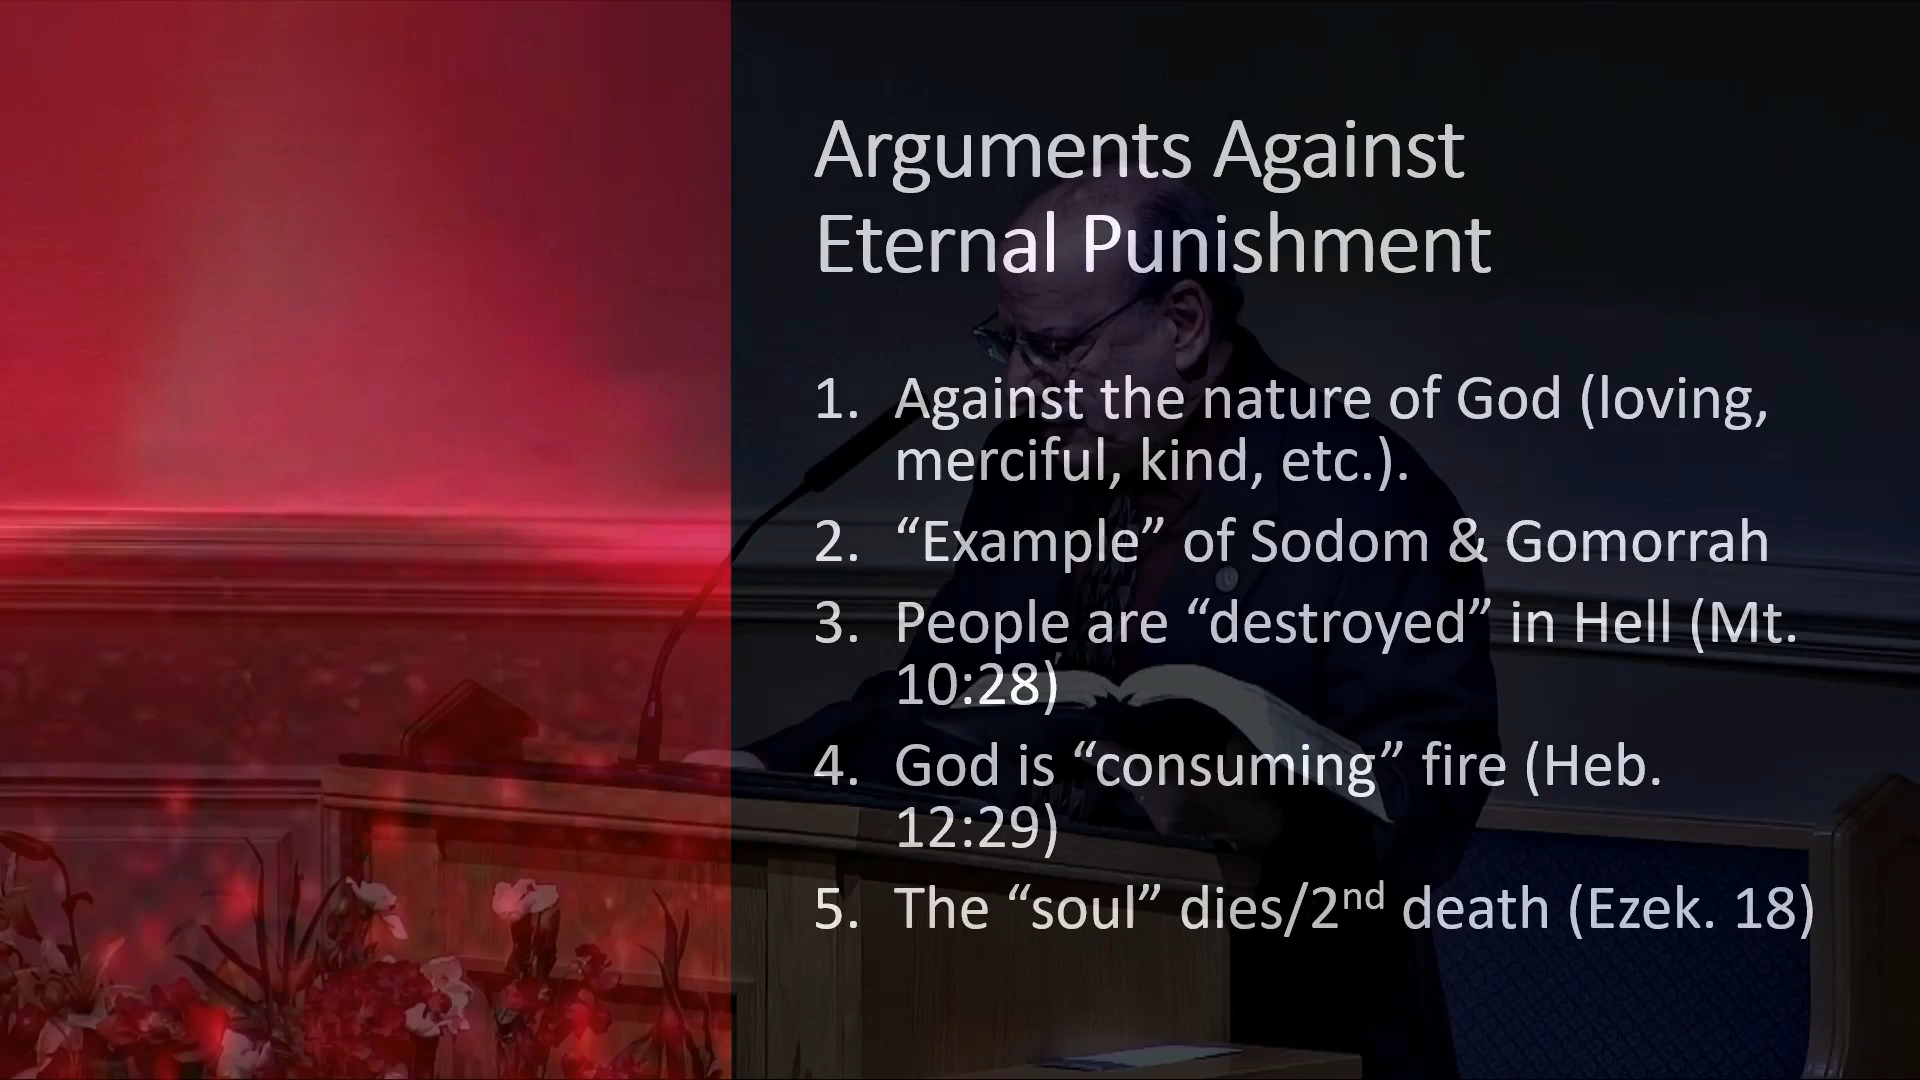 Arguments Against
Eternal Punishment
1. Against the nature of God (loving,
merciful, kind, etc.).
2. “Example” of Sodom & Gomorrah
3. People are “destroyed” in Hell (Mt.
10:28)
4. God is “consuming” fire (Heb.
12:29)
5. The “soul” dies/2nd death (Ezek. 18)